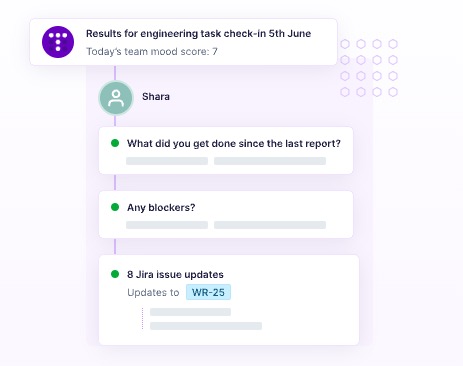 Results for engineering task check-in 5th June
Today's team mood score: 7
Shara
What did you get done since the last report?
Any blockers?
8 Jira issue updates
Updates to WR-25